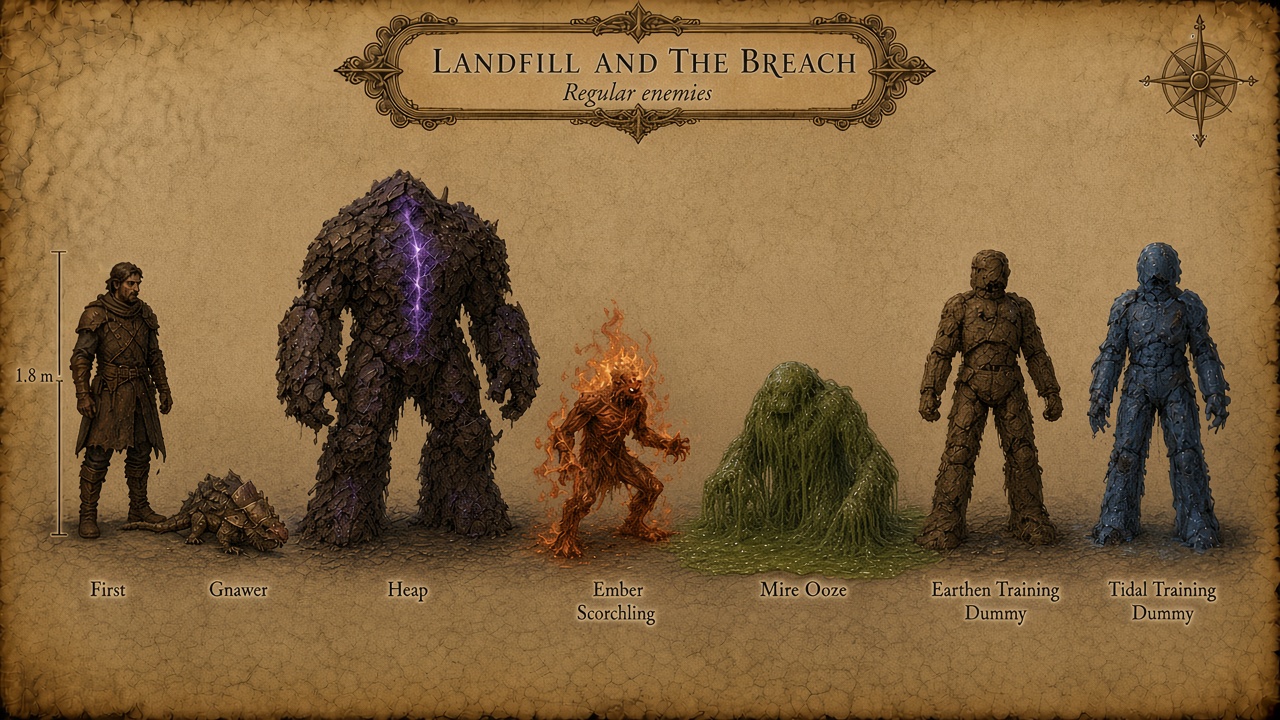 LANDFILL AND THE BREACH
Regular enemies
1.8 m
First
Gnawer
Heap
Ember
Scorchling
Mire Ooze
Earthen Training
Dummy
Tidal Training
Dummy